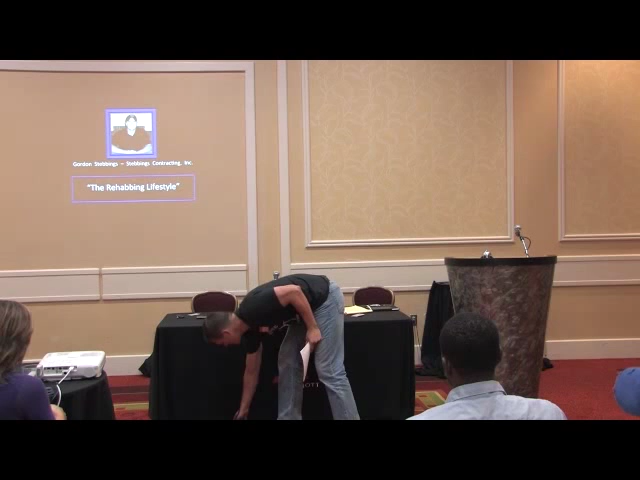 Gordon Stebbings ~ Stebbings Contracting, Inc.
"The Rehabbing Lifestyle"